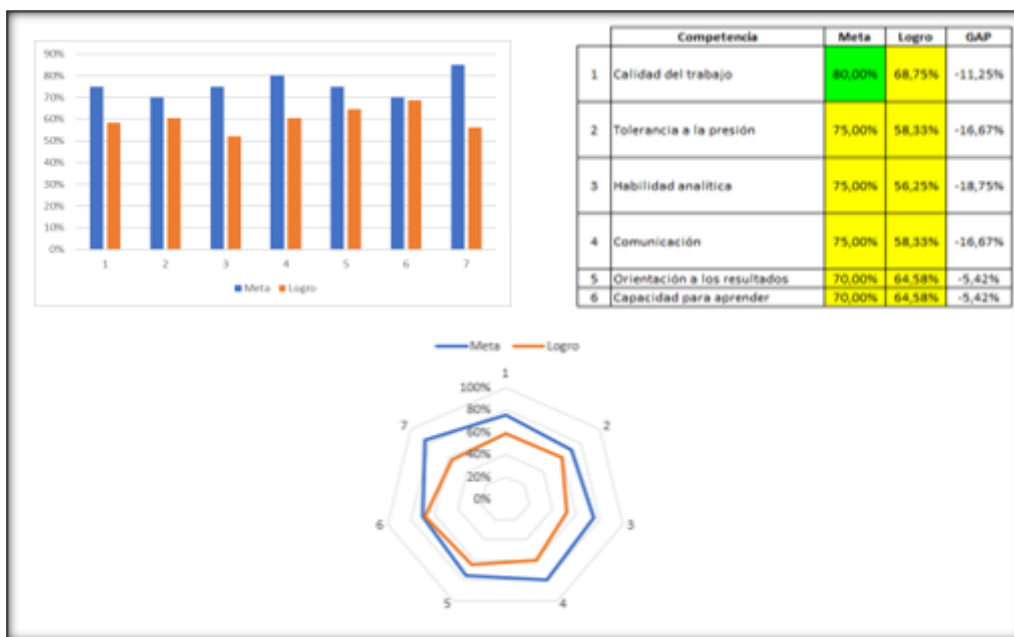 90%
80%
70%
60%
50%
40%
30%
20%
10%
0%
1 2 3 4 5 6 7
Meta Logro
Competencia Meta Logro GAP
1 Calidad del trabajo 80,00% 68,75% -11,25%
2 Tolerancia a la presión 75,00% 58,33% -16,67%
3 Habilidad analítica 75,00% 56,25% -18,75%
4 Comunicación 75,00% 58,33% -16,67%
5 Orientación a los resultados 70,00% 64,58% -5,42%
6 Capacidad para aprender 70,00% 64,58% -5,42%
Meta Logro
1
100%
80%
7 2
60%
40%
20%
0%
6 3
5 4